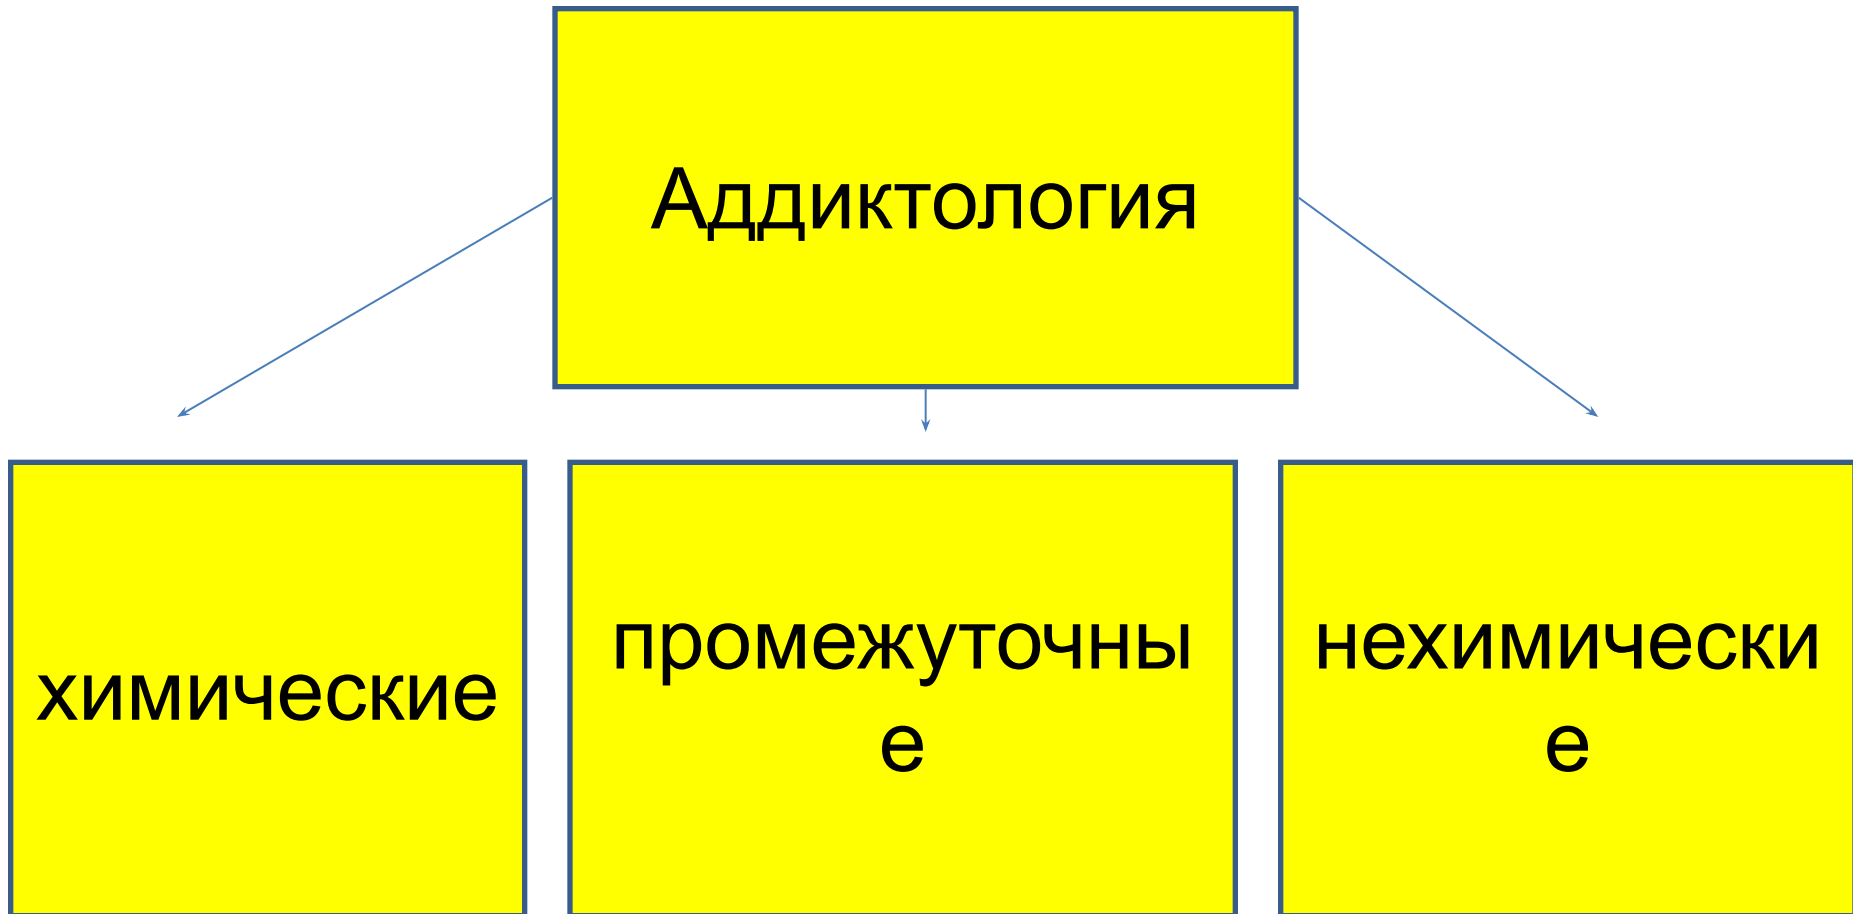 Аддиктология
химические
промежуточны
е
нехимически
е